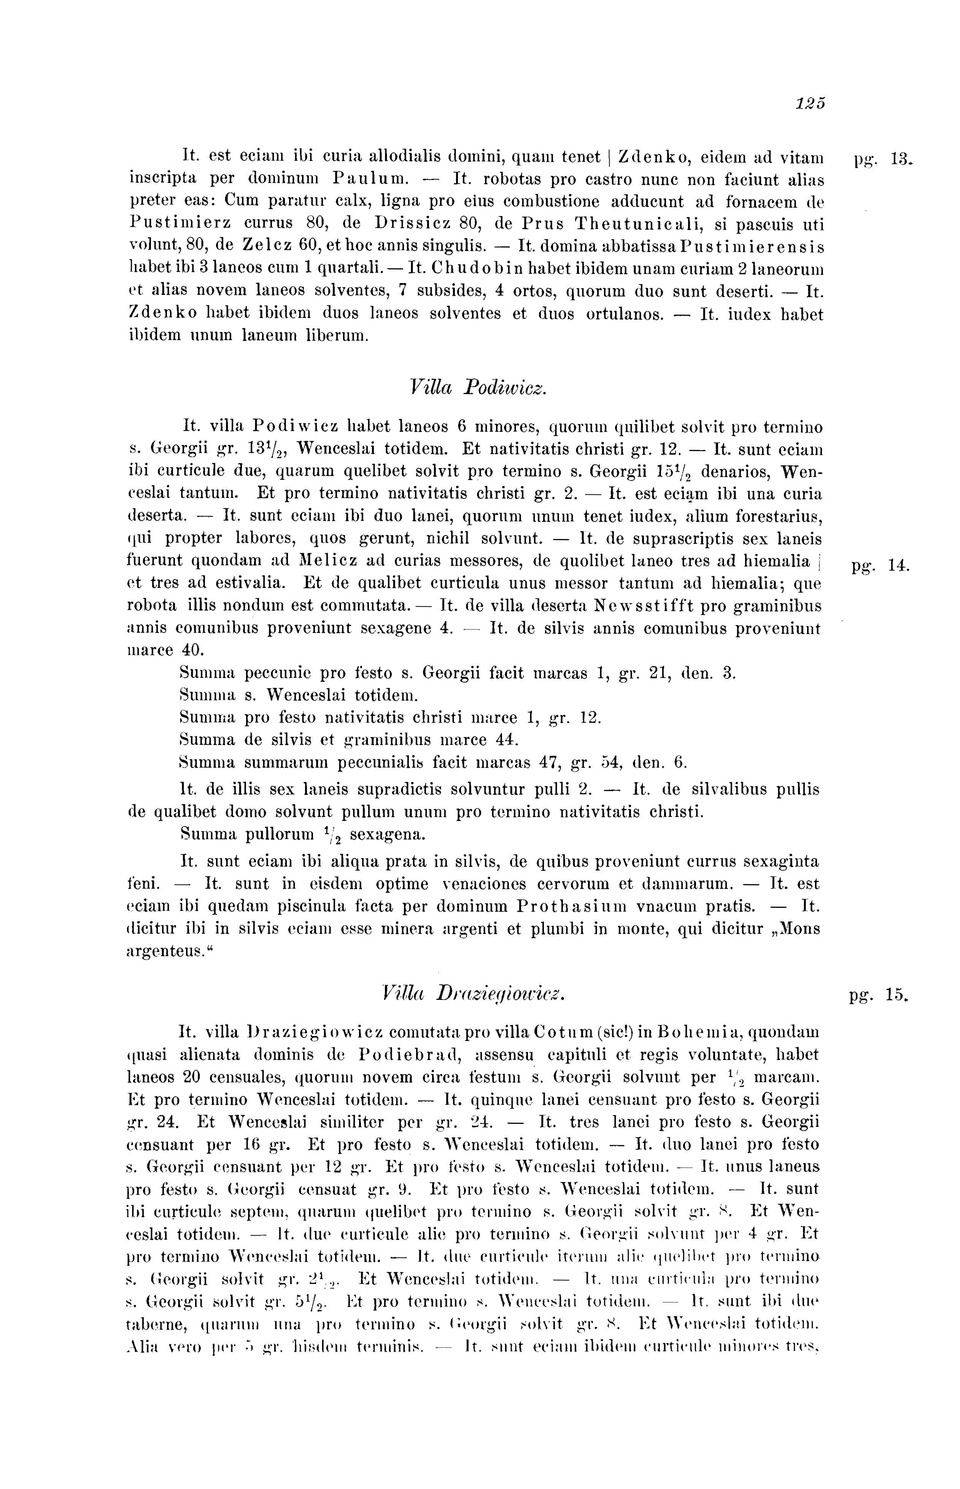 125
It. est eciam ibi curia allodialis domini, quam tenet | Zdenko, eidem ad vitam pg. 13.
inscripta per dominum Paulum. — It. robotas pro castro nunc non faciunt alias
preter eas: Cum paratur calx, ligna pro eius combustione adducunt ad fornacem de
Pustimierz currus 80, de Drissicz 80, de Prus Theutunicali, si pascuis uti
volunt, 80, de Zelcz 60, et hoc annis singulis. — It. domina abbatissa Pustimierensis
habet ibi 3 laneos cum 1 quartali. — It. Chudobin habet ibidem unam curiam 2 laneorum
et alias novem laneos solventes, 7 subsides, 4 ortos, quorum duo sunt deserti. — It.
Zdenko habet ibidem duos laneos solventes et duos ortulanos. — It. iudex habet
ibidem unum laneum liberum.
Villa Podiwicz.
It. villa Podiwicz habet laneos 6 minores, quorum quilibet solvit pro termino
s. Georgii gr. 13¹/₂, Wenceslai totidem. Et nativitatis christi gr. 12. — It. sunt eciam
ibi curticule due, quarum quelibet solvit pro termino s. Georgii 15¹/₂ denarios, Wen-
ceslai tantum. Et pro termino nativitatis christi gr. 2. — It. est eciam ibi una curia
deserta. — It. sunt eciam ibi duo lanei, quorum unum tenet iudex, alium forestarius,
qui propter labores, quos gerunt, nichil solvunt. — It. de suprascriptis sex laneis
fuerunt quondam ad Melicz ad curias messores, de quolibet laneo tres ad hiemalia | pg. 14.
et tres ad estivalia. Et de qualibet curticula unus messor tantum ad hiemalia; que
robota illis nondum est commutata. — It. de villa deserta Newsstifft pro graminibus
annis comunibus proveniunt sexagene 4. — It. de silvis annis comunibus proveniunt
marce 40.
Summa peccunie pro festo s. Georgii facit marcas 1, gr. 21, den. 3.
Summa s. Wenceslai totidem.
Summa pro festo nativitatis christi marce 1, gr. 12.
Summa de silvis et graminibus marce 44.
Summa summarum peccunialis facit marcas 47, gr. 54, den. 6.
It. de illis sex laneis supradictis solvuntur pulli 2. — It. de silvalibus pullis
de qualibet domo solvunt pullum unum pro termino nativitatis christi.
Summa pullorum ¹/₂ sexagena.
It. sunt eciam ibi aliqua prata in silvis, de quibus proveniunt currus sexaginta
feni. — It. sunt in eisdem optime venaciones cervorum et dammarum. — It. est
eciam ibi quedam piscinula facta per dominum Prothasium vnacum pratis. — It.
dicitur ibi in silvis eciam esse minera argenti et plumbi in monte, qui dicitur „Mons
argenteus.“
Villa Draziegiowicz. pg. 15.
It. villa Draziegiowicz comutata pro villa Cotum (sic!) in Bohemia, quondam
quasi alienata dominis de Podiebrad, assensu capituli et regis voluntate, habet
laneos 20 censuales, quorum novem circa festum s. Georgii solvunt per ¹/₂ marcam.
Et pro termino Wenceslai totidem. — It. quinque lanei censuant pro festo s. Georgii
gr. 24. Et Wenceslai similiter per gr. 24. — It. tres lanei pro festo s. Georgii
censuant per 16 gr. Et pro festo s. Wenceslai totidem. — It. duo lanei pro festo
s. Georgii censuant per 12 gr. Et pro festo s. Wenceslai totidem. — It. unus laneus
pro festo s. Georgii censuat gr. 9. Et pro festo s. Wenceslai totidem. — It. sunt
ibi curticule septem, quarum quelibet pro termino s. Georgii solvit gr. 8. Et Wen-
ceslai totidem. — It. due curticule alie pro termino s. Georgii solvunt per 4 gr. Et
pro termino Wenceslai totidem. — It. due curticule iterum alie quelibet pro termino
s. Georgii solvit gr. 2¹/₂. Et Wenceslai totidem. — It. una curticula pro termino
s. Georgii solvit gr. 5¹/₂. Et pro termino s. Wenceslai totidem. — It. sunt ibi due
taberne, quarum una pro termino s. Georgii solvit gr. 8. Et Wenceslai totidem.
Alia vero per 5 gr. hisdem terminis. — It. sunt eciam ibidem curticule minores tres,